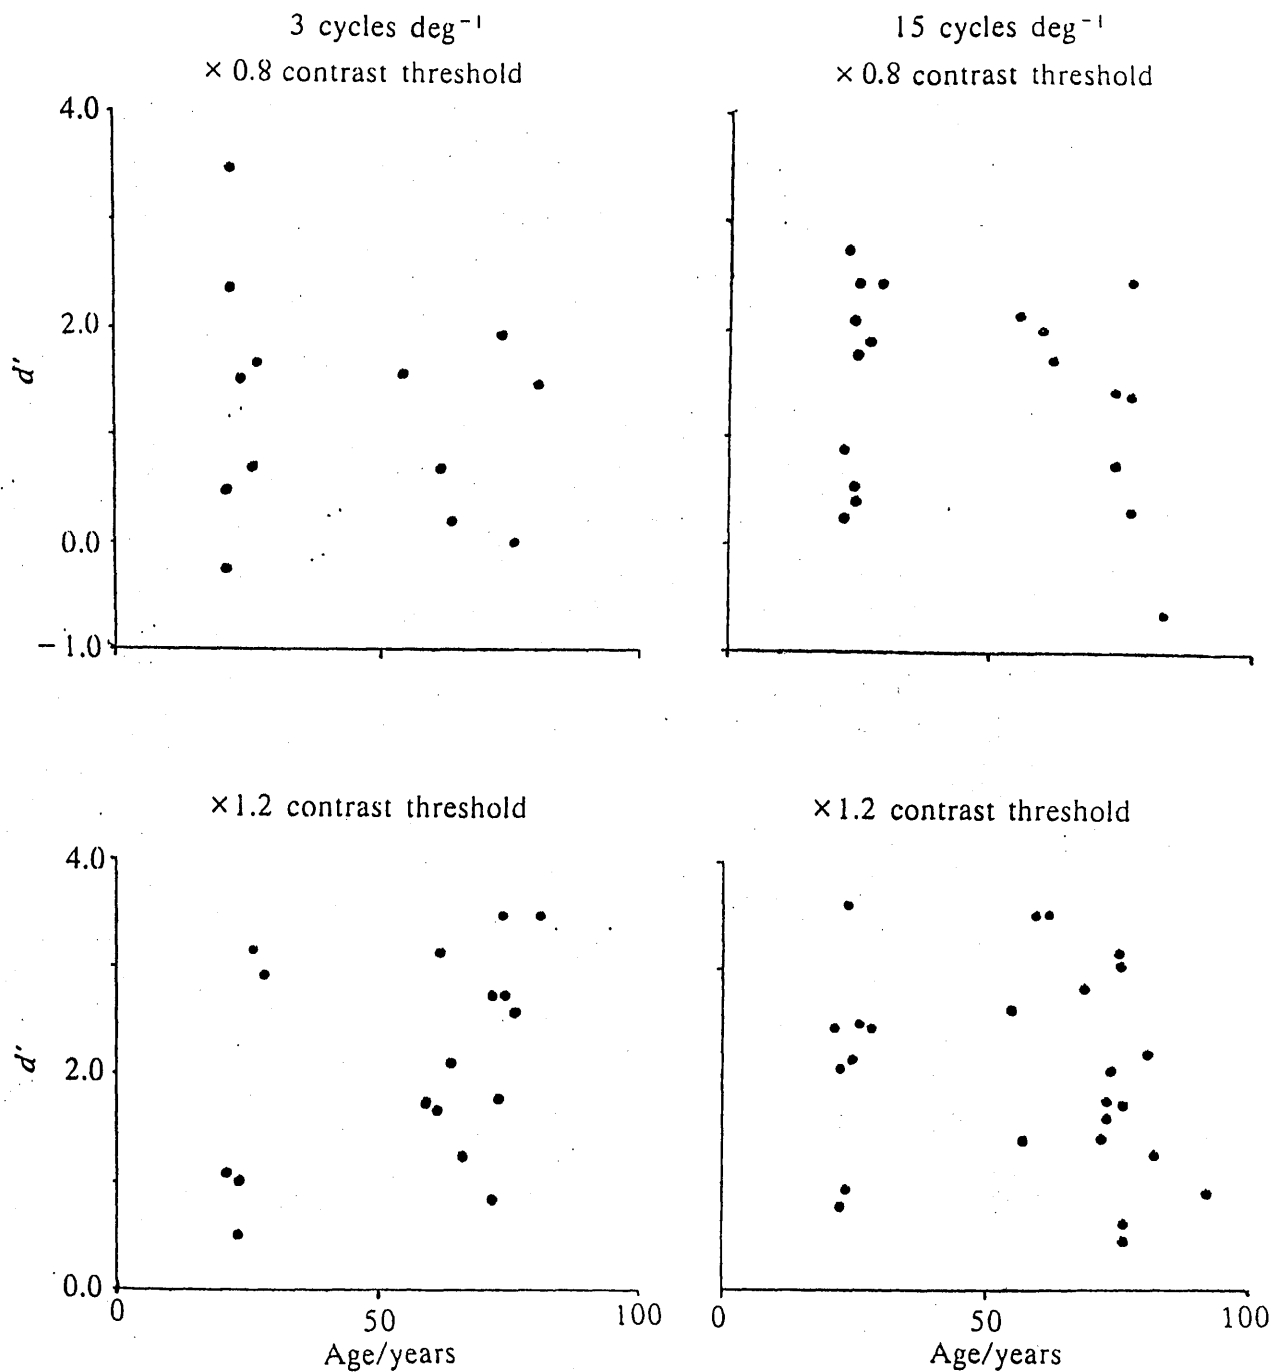 3 cycles deg⁻¹
× 0.8 contrast threshold
15 cycles deg⁻¹
× 0.8 contrast threshold
4.0
2.0
d′
0.0
−1.0
× 1.2 contrast threshold
× 1.2 contrast threshold
4.0
2.0
d′
0.0
0
50
100
Age/years
0
50
100
Age/years